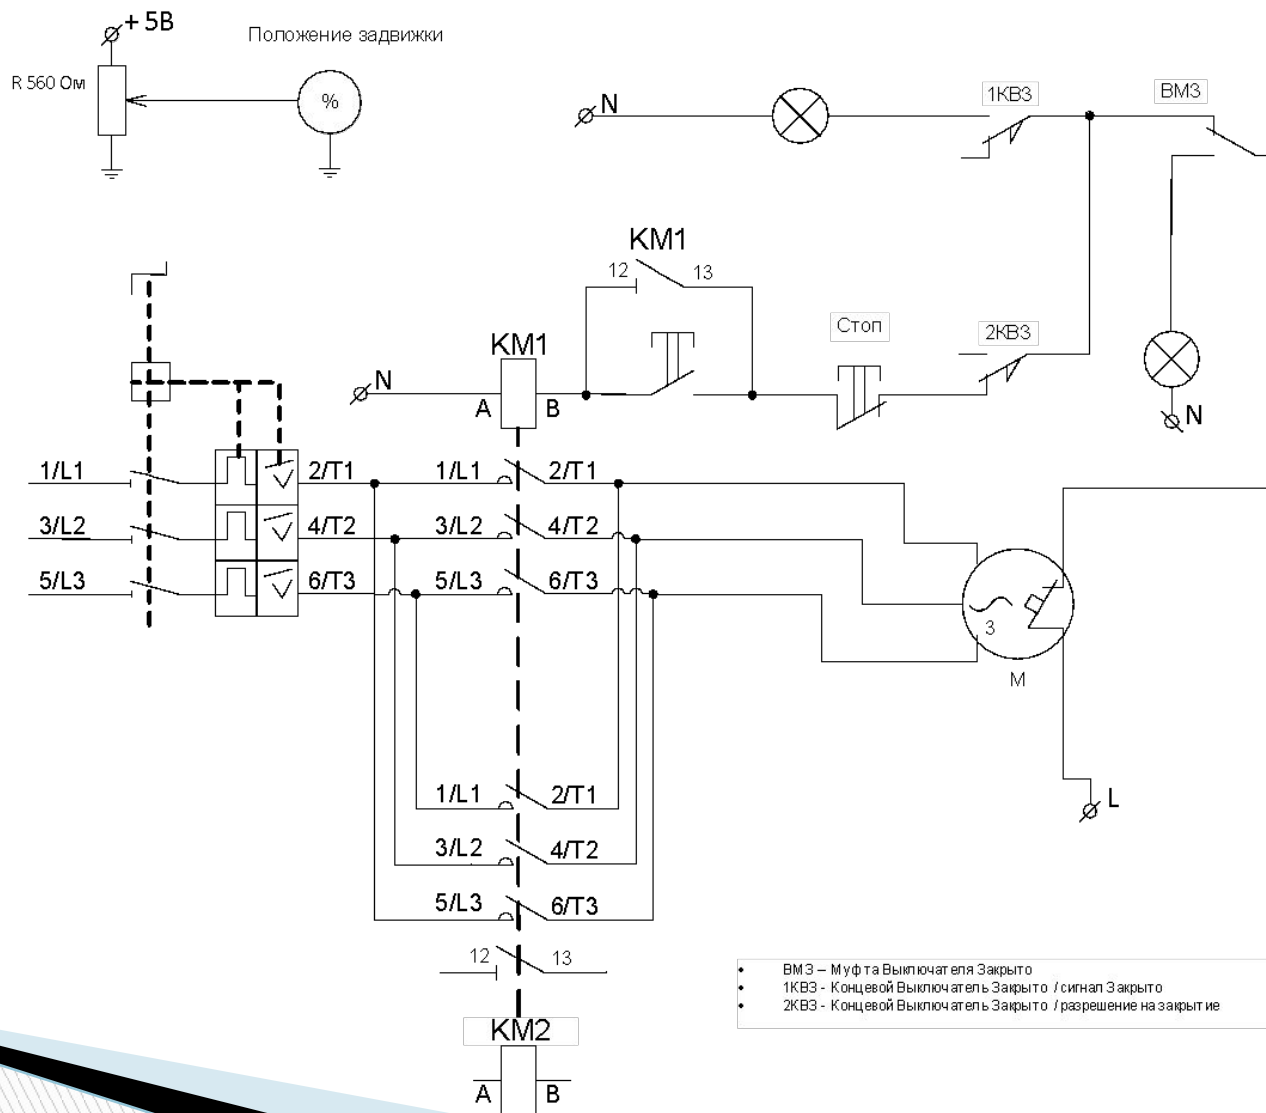 + 5В
Положение задвижки
R 560 Ом
%
N
1КВЗ
ВМЗ
КМ1
12
13
Стоп
2КВЗ
КМ1
N
A
B
N
1/L1
2/T1
1/L1
2/T1
3/L2
4/T2
3/L2
4/T2
5/L3
6/T3
5/L3
6/T3
3
М
1/L1
2/T1
L
3/L2
4/T2
5/L3
6/T3
12
13
• ВМЗ – Муфта Выключателя Закрыто
• 1КВЗ - Концевой Выключатель Закрыто / сигнал Закрыто
• 2КВЗ - Концевой Выключатель Закрыто / разрешение на закрытие
КМ2
A
B